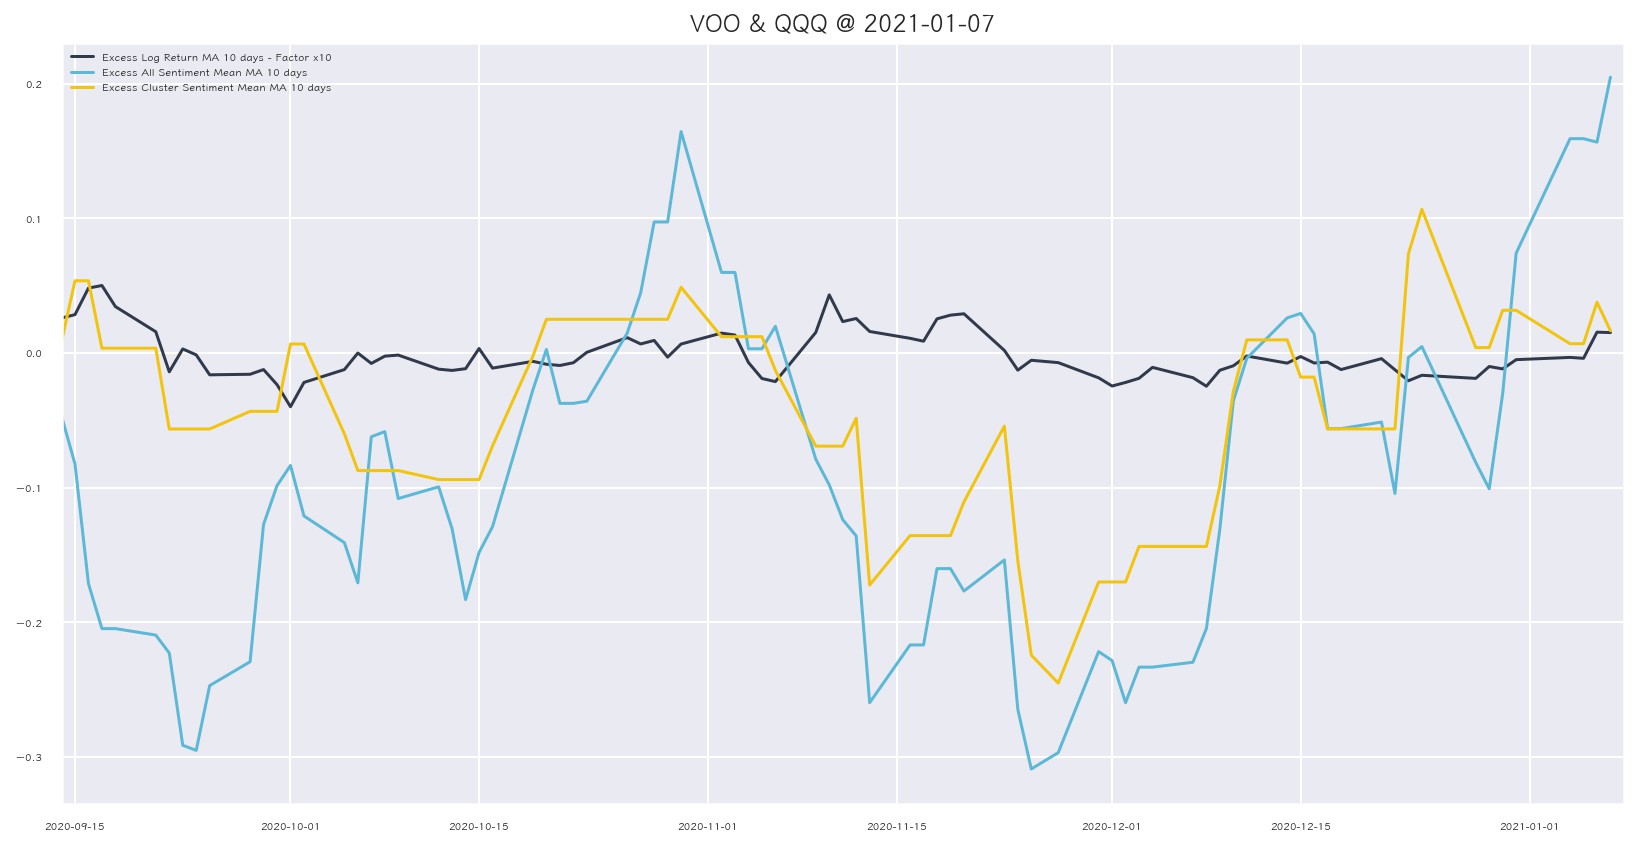 VOO & QQQ @ 2021-01-07
Excess Log Return MA 10 days - Factor x10
Excess All Sentiment Mean MA 10 days
Excess Cluster Sentiment Mean MA 10 days
0.2
0.1
0.0
−0.1
−0.2
−0.3
2020-09-15 2020-10-01 2020-10-15 2020-11-01 2020-11-15 2020-12-01 2020-12-15 2021-01-01